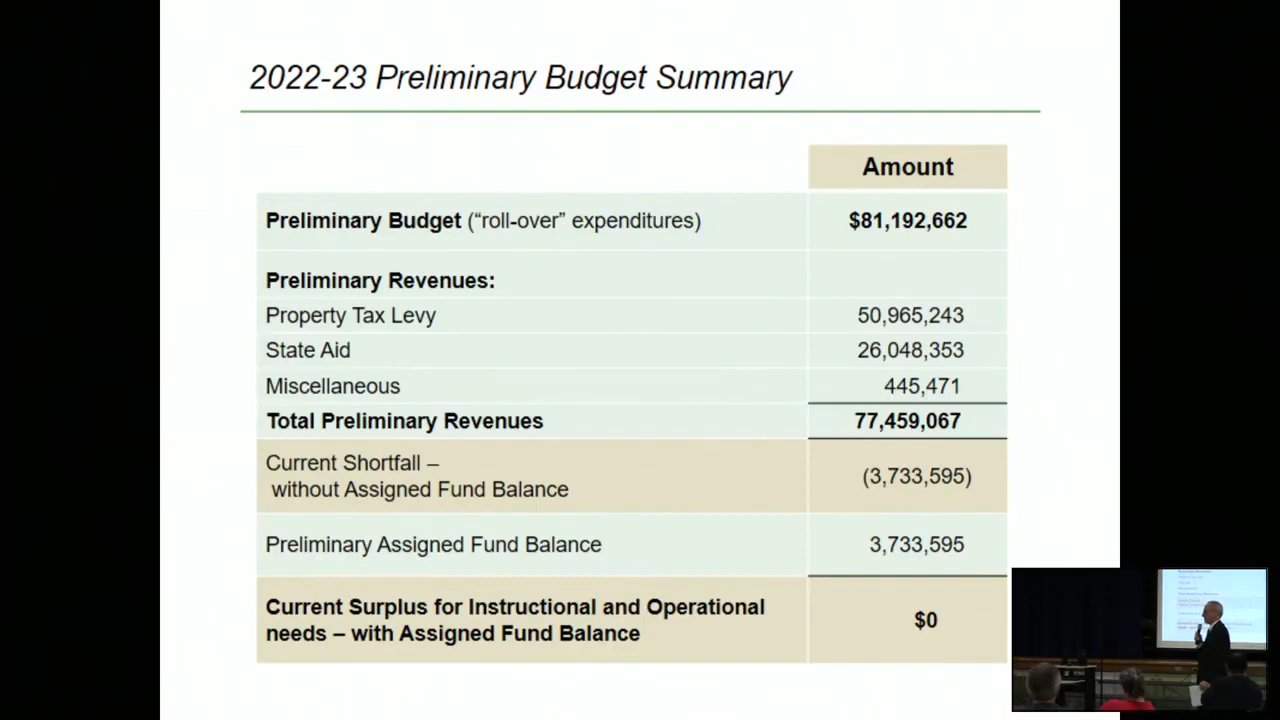 2022-23 Preliminary Budget Summary
Amount
Preliminary Budget (“roll-over” expenditures) $81,192,662
Preliminary Revenues:
Property Tax Levy 50,965,243
State Aid 26,048,353
Miscellaneous 445,471
Total Preliminary Revenues 77,459,067
Current Shortfall –
without Assigned Fund Balance (3,733,595)
Preliminary Assigned Fund Balance 3,733,595
Current Surplus for Instructional and Operational
needs – with Assigned Fund Balance $0